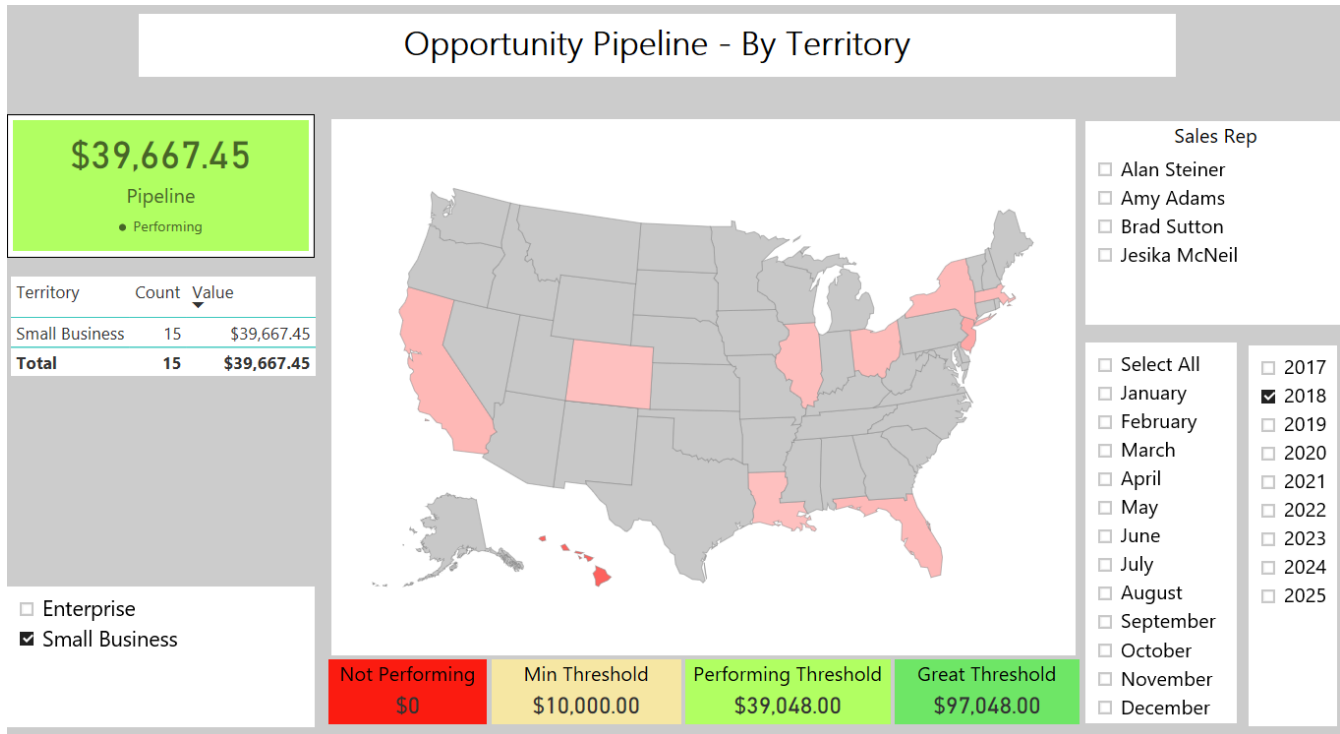 Opportunity Pipeline - By Territory
$39,667.45
Pipeline
● Performing
Territory Count Value
Small Business 15 $39,667.45
Total 15 $39,667.45
Enterprise
Small Business
Not Performing
$0
Min Threshold
$10,000.00
Performing Threshold
$39,048.00
Great Threshold
$97,048.00
Sales Rep
Alan Steiner
Amy Adams
Brad Sutton
Jesika McNeil
Select All
January
February
March
April
May
June
July
August
September
October
November
December
2017
2018
2019
2020
2021
2022
2023
2024
2025